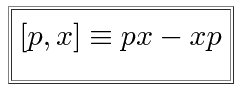 [p, x] ≡ px − xp